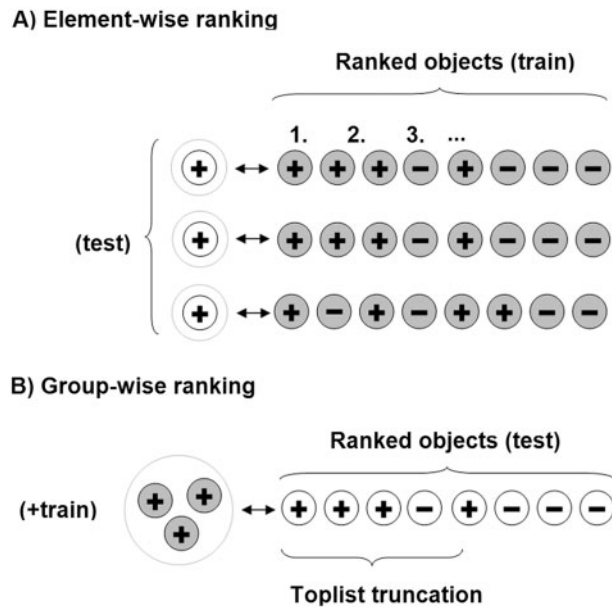 A) Element-wise ranking
Ranked objects (train)
1. 2. 3. ...
+ + + + − + − − −
(test)
+ + + + − + − − −
+ + − + − + + − −
B) Group-wise ranking
Ranked objects (test)
(+train)
+ + +
+ + + − + − − −
Toplist truncation